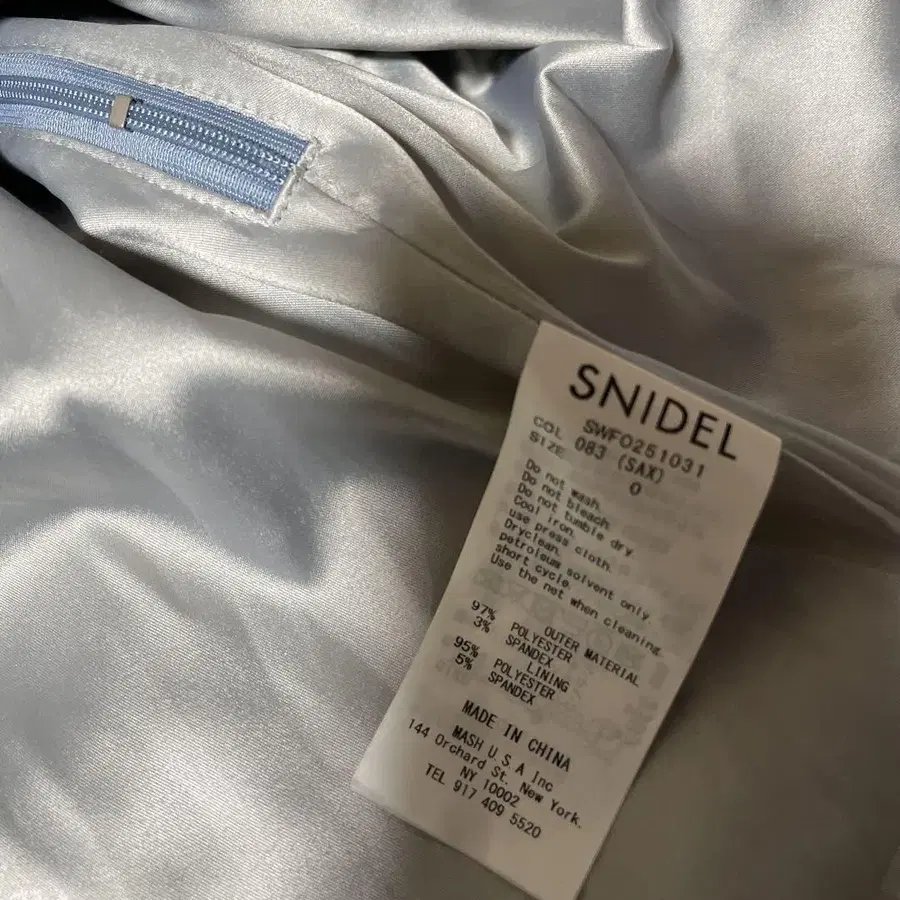 SNIDEL
SWFO251031
COL 083 (SAX)
SIZE 0
Do not wash.
Do not bleach.
Do not tumble dry
Cool iron.
use press cloth.
Dryclean.
petroleum solvent only.
short cycle.
Use the net when cleaning.
OUTER MATERIAL
97% POLYESTER
3% SPANDEX
LINING
95% POLYESTER
5% SPANDEX
MADE IN CHINA
MASH U S A Inc
144 Orchard St. New York.
NY 10002
TEL 917 409 5520